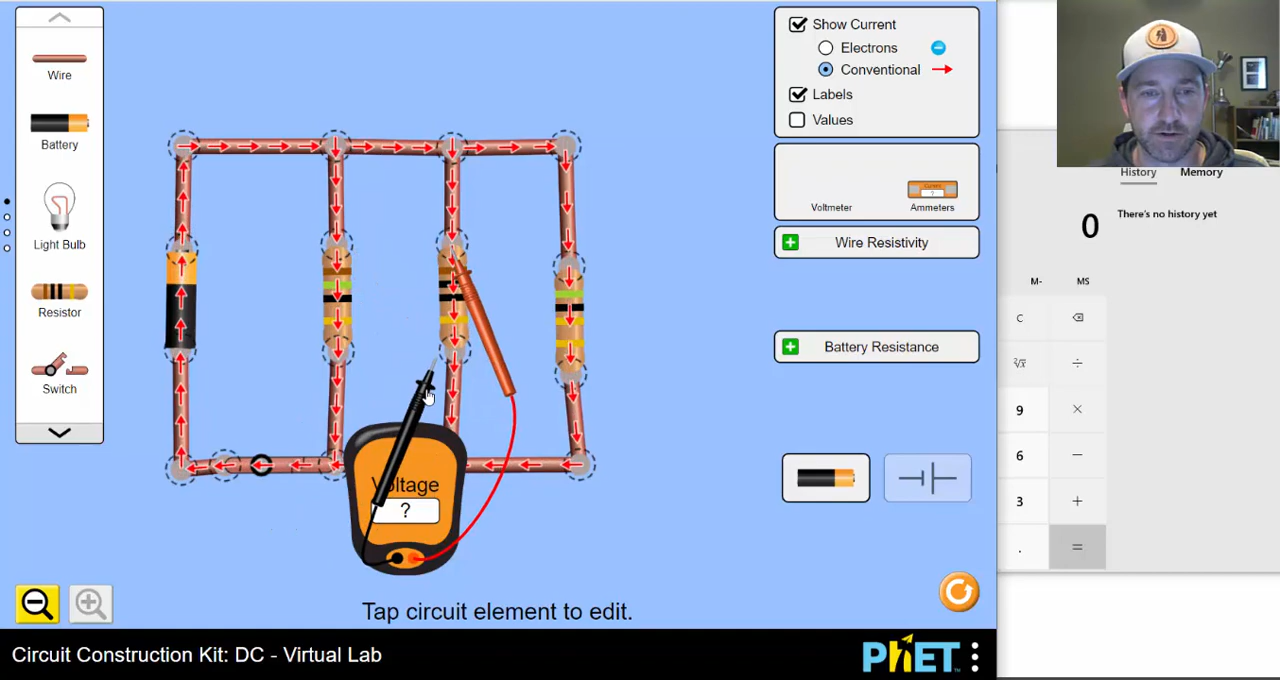 Wire
Battery
Light Bulb
Resistor
Switch
Show Current
Electrons
Conventional
Labels
Values
Voltmeter
Current
?
Ammeters
Wire Resistivity
Battery Resistance
Voltage
?
Tap circuit element to edit.
Circuit Construction Kit: DC - Virtual Lab
PhET
History
Memory
0
There's no history yet
M-
MS
C
9
6
3
.
÷
×
−
+
=